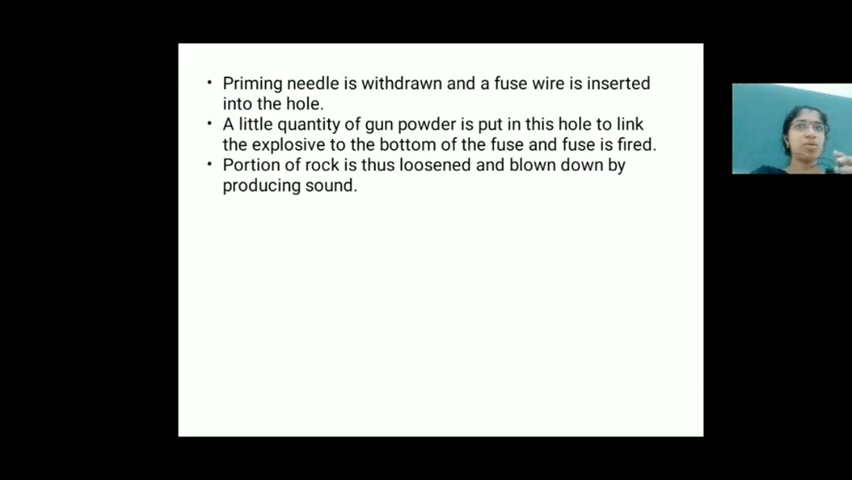 • Priming needle is withdrawn and a fuse wire is inserted
into the hole.
• A little quantity of gun powder is put in this hole to link
the explosive to the bottom of the fuse and fuse is fired.
• Portion of rock is thus loosened and blown down by
producing sound.